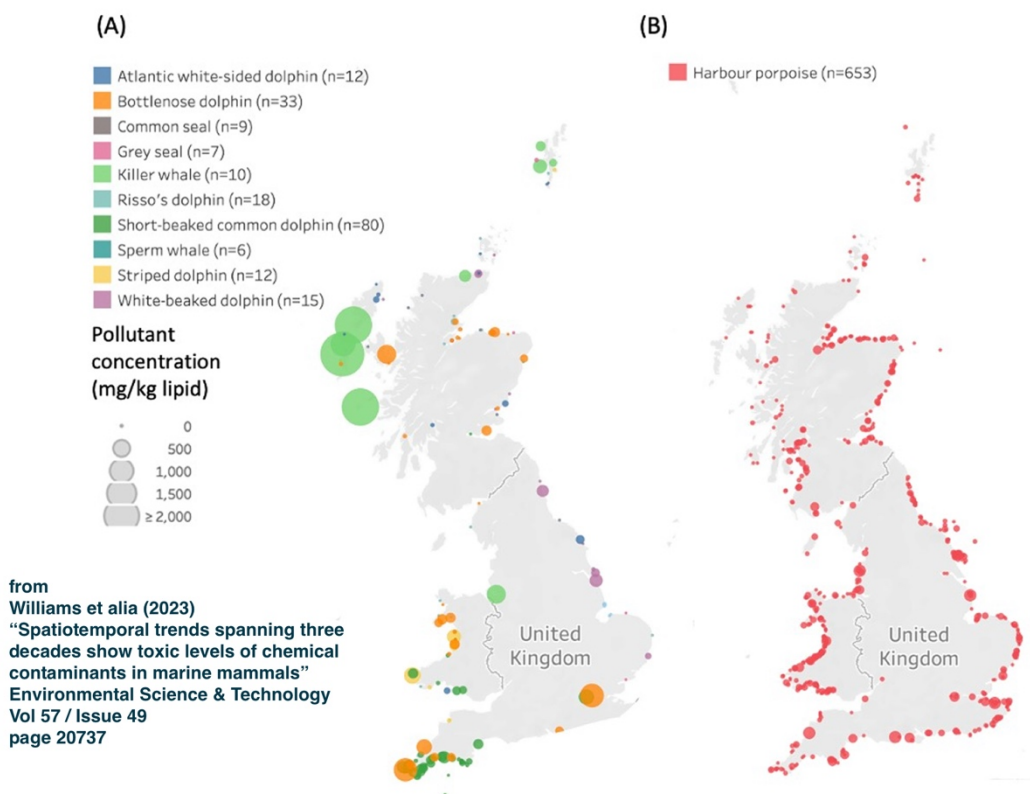 (A)
Atlantic white-sided dolphin (n=12)
Bottlenose dolphin (n=33)
Common seal (n=9)
Grey seal (n=7)
Killer whale (n=10)
Risso's dolphin (n=18)
Short-beaked common dolphin (n=80)
Sperm whale (n=6)
Striped dolphin (n=12)
White-beaked dolphin (n=15)
Pollutant
concentration
(mg/kg lipid)
0
500
1,000
1,500
≥ 2,000
from
Williams et alia (2023)
“Spatiotemporal trends spanning three
decades show toxic levels of chemical
contaminants in marine mammals”
Environmental Science & Technology
Vol 57 / Issue 49
page 20737
United
Kingdom
(B)
Harbour porpoise (n=653)
United
Kingdom